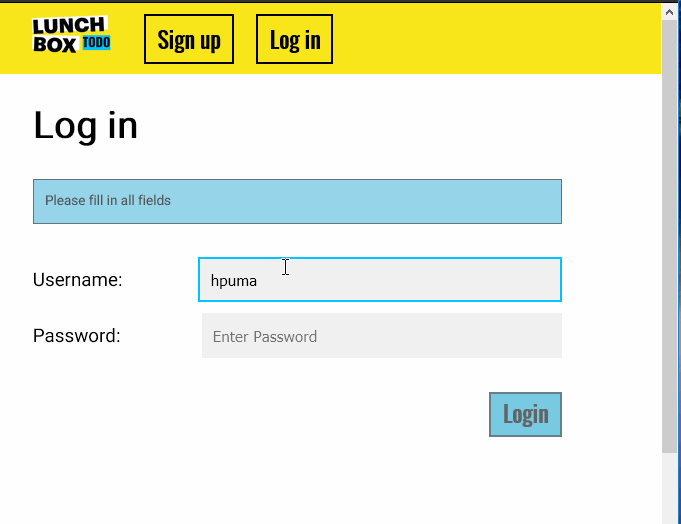 LUNCH
BOX TODO
Sign up
Log in
Log in
Please fill in all fields
Username:
hpuma
Password:
Enter Password
Login